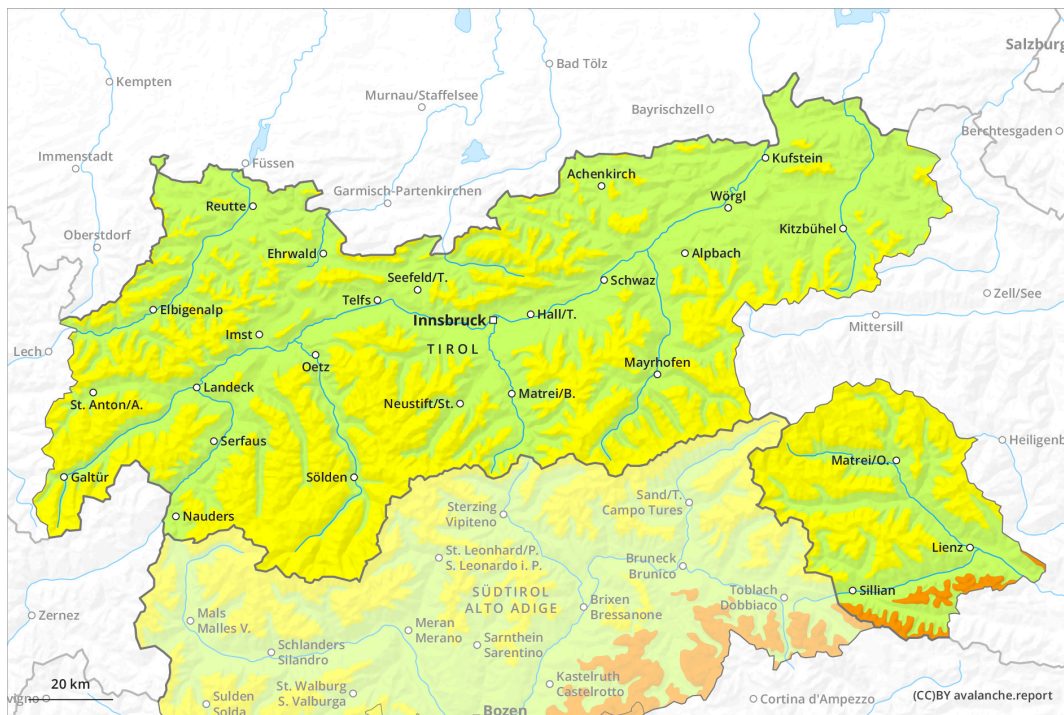 Salzburg
Kempten
Bad Tölz
Murnau/Staffelsee
Bayrischzell
Berchtesgaden
Immenstadt
Füssen
Kufstein
Achenkirch
Garmisch-Partenkirchen
Wörgl
Reutte
Oberstdorf
Kitzbühel
Ehrwald
Alpbach
Seefeld/T.
Schwaz
Telfs
Zell/See
Elbigenalp
Innsbruck
Hall/T.
Mittersill
Imst
TIROL
Lech
Oetz
Mayrhofen
Landeck
St. Anton/A.
Neustift/St.
Matrei/B.
Serfaus
Heiligenb
Matrei/O.
Galtür
Sölden
Sand/T.
Campo Tures
Sterzing
Vipiteno
Nauders
Lienz
St. Leonhard/P.
S. Leonardo i. P.
Bruneck
Brunico
SÜDTIROL
ALTO ADIGE
Sillian
Toblach
Dobbiaco
Brixen
Bressanone
Zernez
Mals
Malles V.
Meran
Merano
Schlanders
Silandro
Sarnthein
Sarentino
20 km
St. Walburg
S. Valburga
Kastelruth
Castelrotto
vigno
Sulden
Solda
Bozen
Cortina d'Ampezzo
(CC)BY avalanche.report